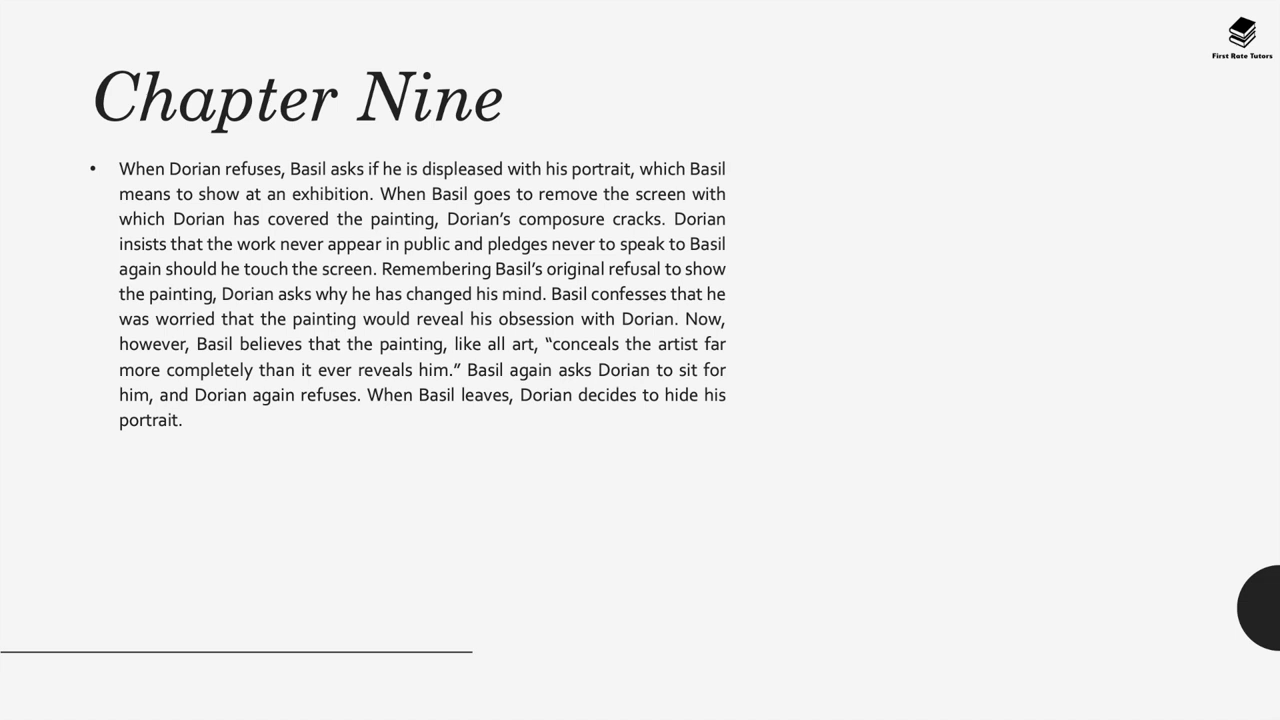 First Rate Tutors
Chapter Nine
• When Dorian refuses, Basil asks if he is displeased with his portrait, which Basil
means to show at an exhibition. When Basil goes to remove the screen with
which Dorian has covered the painting, Dorian’s composure cracks. Dorian
insists that the work never appear in public and pledges never to speak to Basil
again should he touch the screen. Remembering Basil’s original refusal to show
the painting, Dorian asks why he has changed his mind. Basil confesses that he
was worried that the painting would reveal his obsession with Dorian. Now,
however, Basil believes that the painting, like all art, “conceals the artist far
more completely than it ever reveals him.” Basil again asks Dorian to sit for
him, and Dorian again refuses. When Basil leaves, Dorian decides to hide his
portrait.